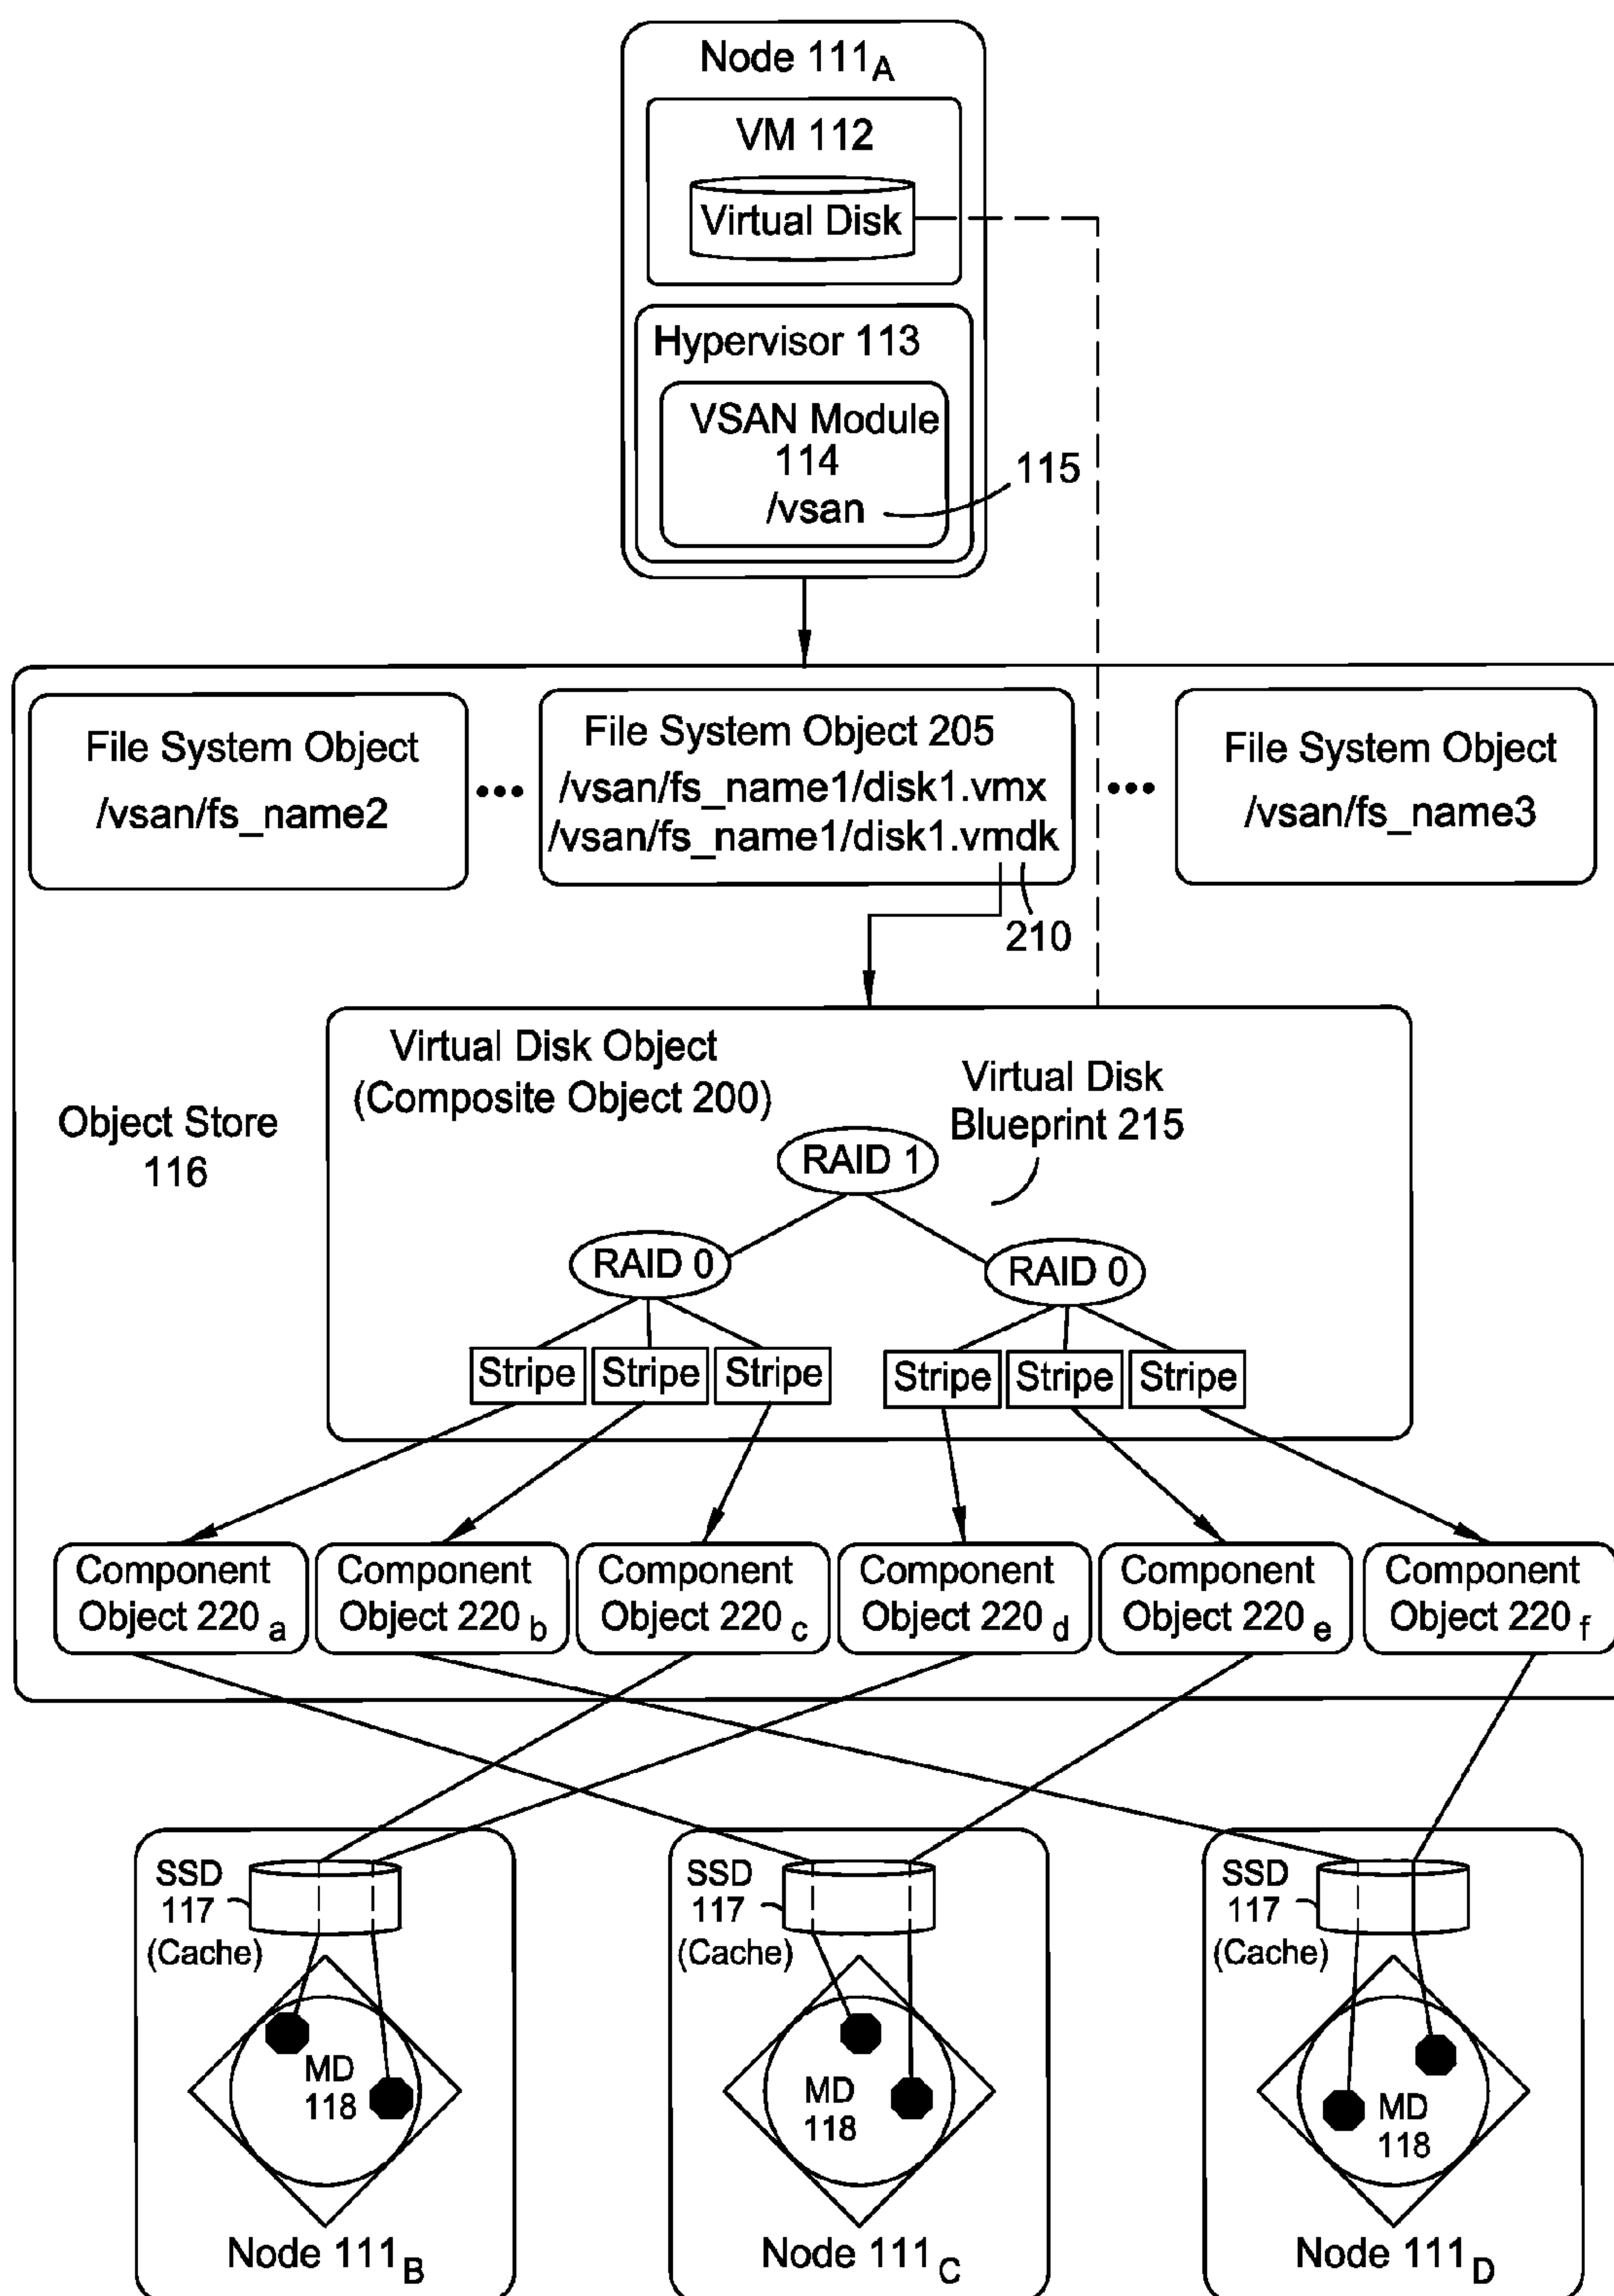 Node 111A
VM 112
Virtual Disk
Hypervisor 113
VSAN Module
114
/vsan
115
File System Object
/vsan/fs_name2
•••
File System Object 205
/vsan/fs_name1/disk1.vmx
/vsan/fs_name1/disk1.vmdk
•••
File System Object
/vsan/fs_name3
210
Virtual Disk Object
(Composite Object 200)
Virtual Disk
Blueprint 215
Object Store
116
RAID 1
RAID 0
RAID 0
Stripe
Stripe
Stripe
Stripe
Stripe
Stripe
Component
Object 220 a
Component
Object 220 b
Component
Object 220 c
Component
Object 220 d
Component
Object 220 e
Component
Object 220 f
SSD
117
(Cache)
MD
118
Node 111B
SSD
117
(Cache)
MD
118
Node 111C
SSD
117
(Cache)
MD
118
Node 111D